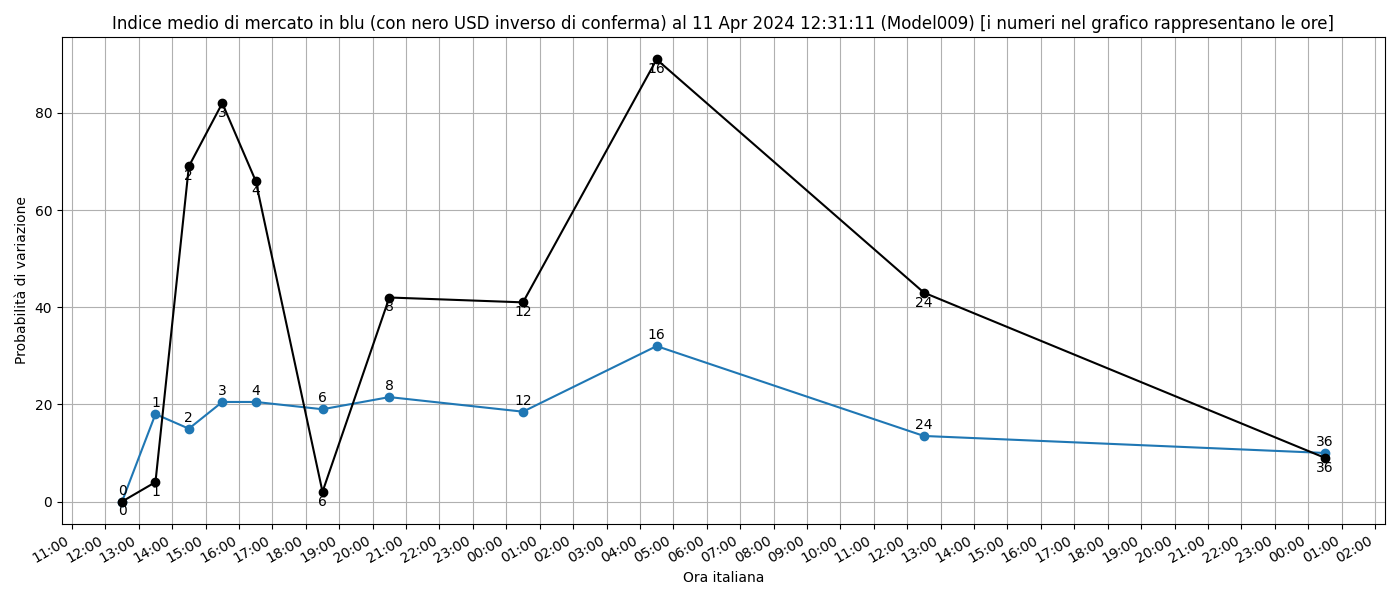 Indice medio di mercato in blu (con nero USD inverso di conferma) al 11 Apr 2024 12:31:11 (Model009) [i numeri nel grafico rappresentano le ore]
Probabilità di variazione
80
60
40
20
0
0 1 2 3 4 6 8 12 16 24 36
0 1 2 3 4 6 8 12 16 24 36
11:00 12:00 13:00 14:00 15:00 16:00 17:00 18:00 19:00 20:00 21:00 22:00 23:00 00:00 01:00 02:00 03:00 04:00 05:00 06:00 07:00 08:00 09:00 10:00 11:00 12:00 13:00 14:00 15:00 16:00 17:00 18:00 19:00 20:00 21:00 22:00 23:00 00:00 01:00 02:00
Ora italiana